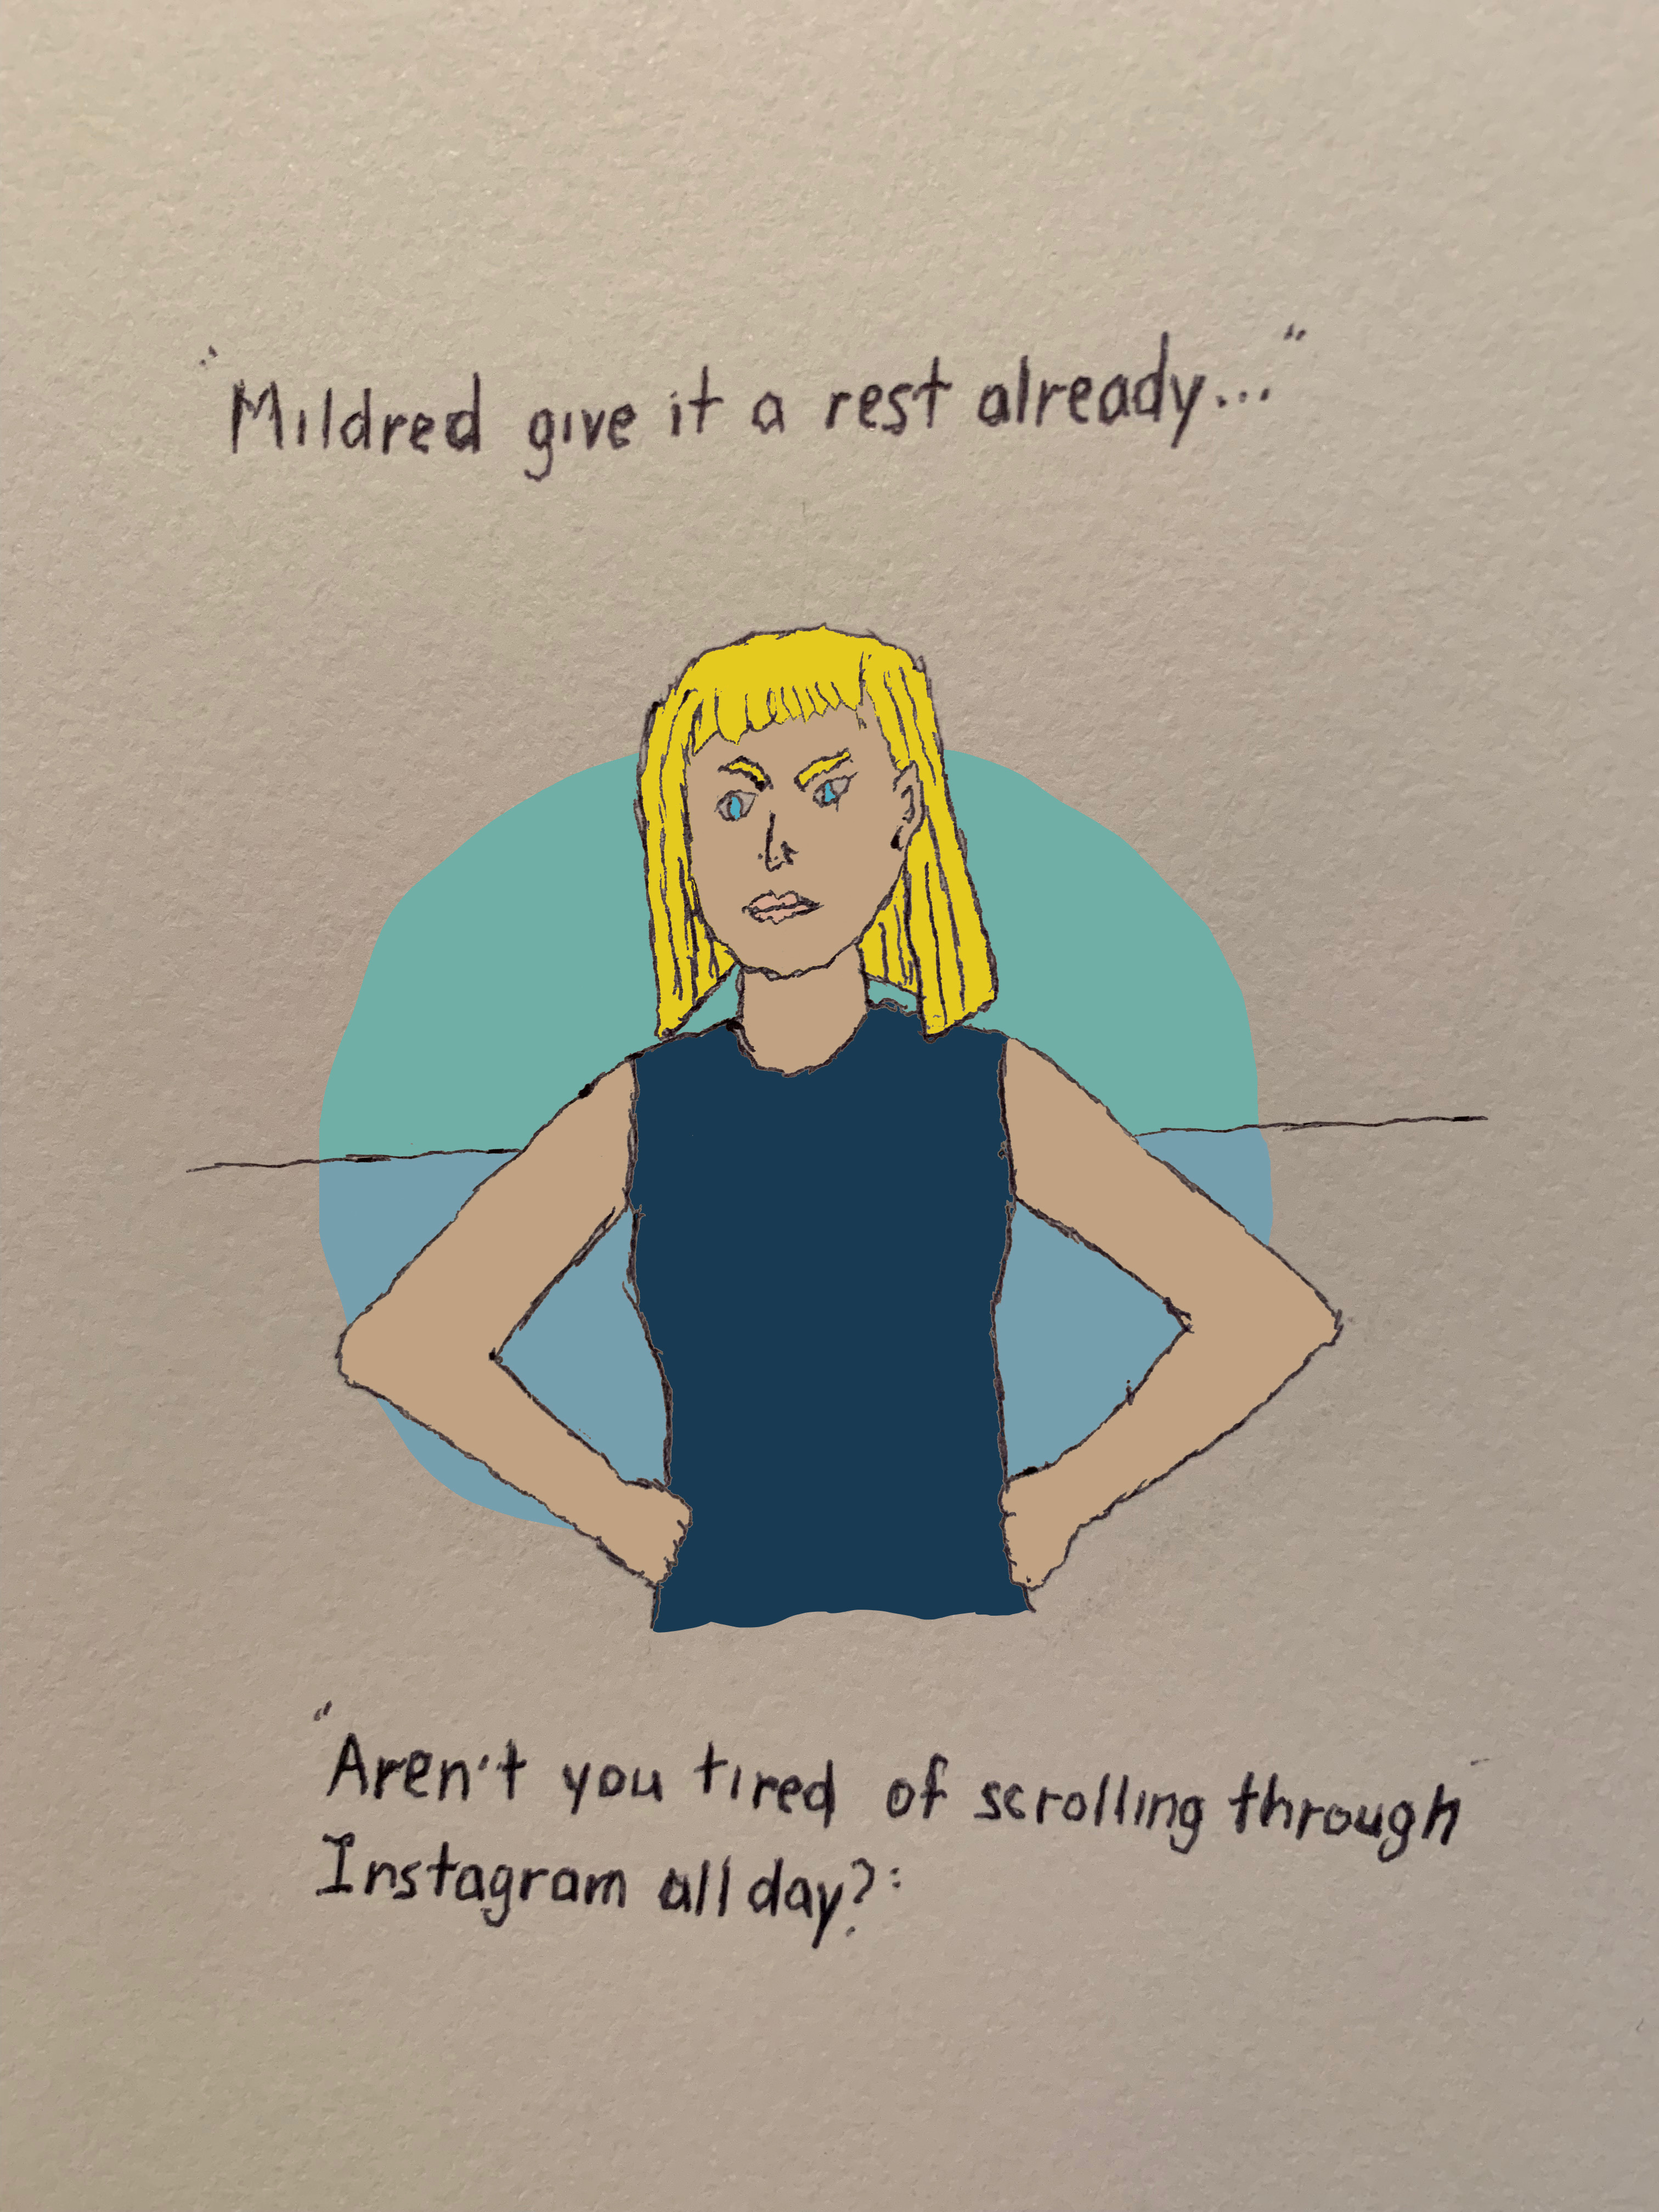 "Mildred give it a rest already..."
"Aren't you tired of scrolling through
Instagram all day?"